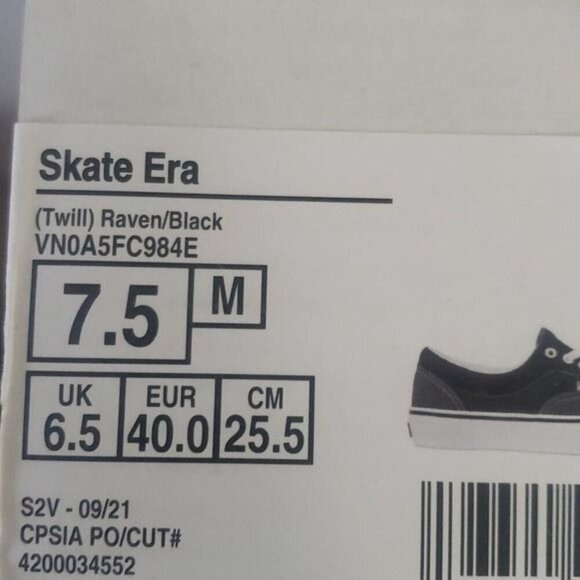 Skate Era
(Twill) Raven/Black
VN0A5FC984E
7.5 M
UK EUR CM
6.5 40.0 25.5
S2V - 09/21
CPSIA PO/CUT#
4200034552